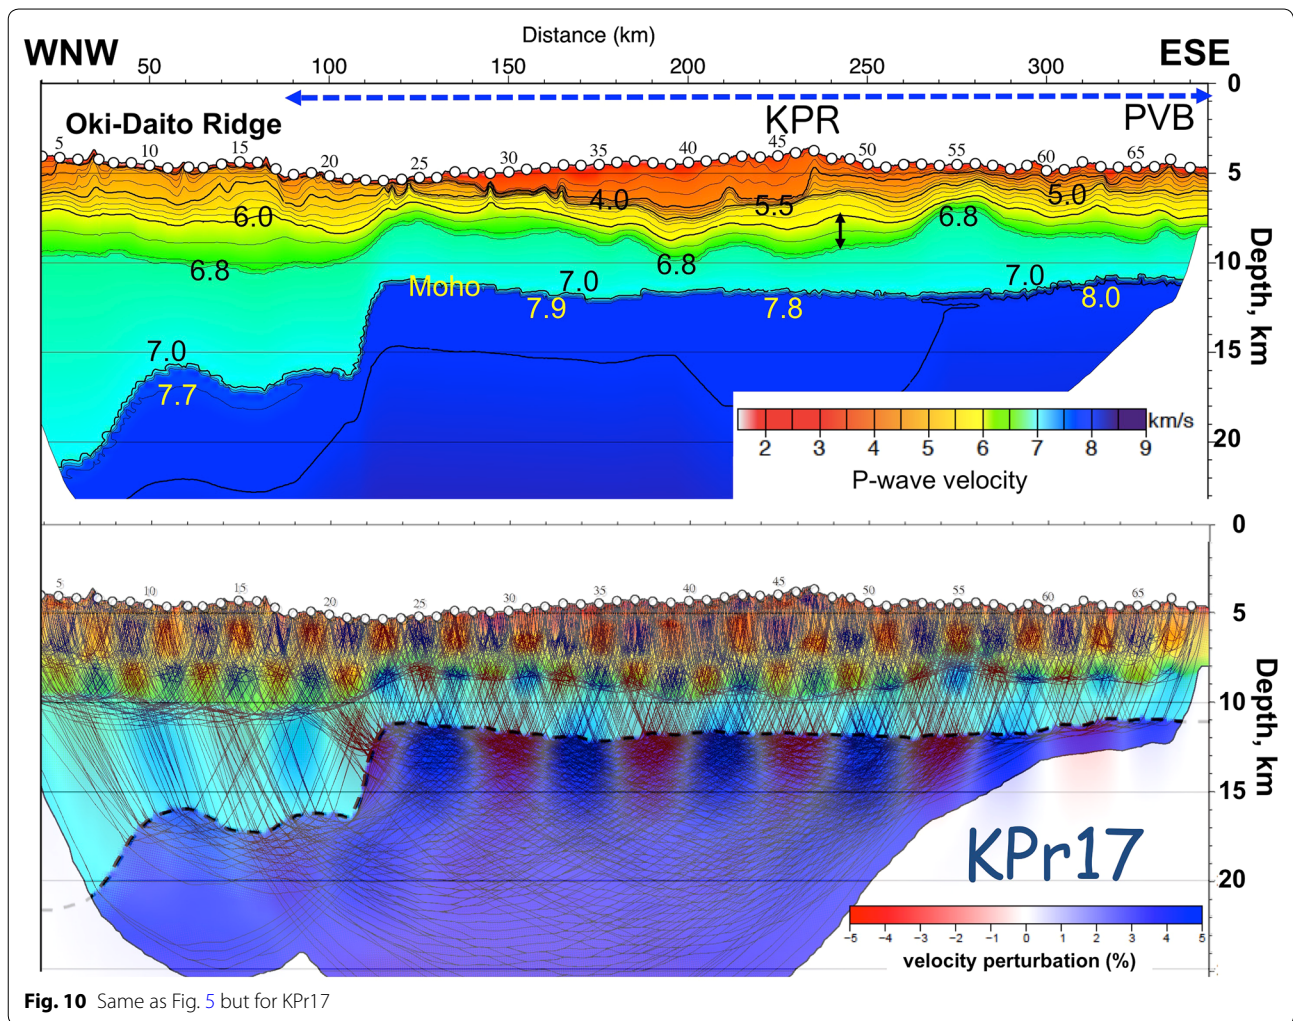 Distance (km)
WNW ESE
50 100 150 200 250 300
0
Oki-Daito Ridge KPR PVB
5 10 15 20 25 30 35 40 45 50 55 60 65
5
4.0 5.5 5.0
6.0 6.8
6.8 6.8
10
7.0 7.0
Moho
7.9 7.8 8.0
Depth, km
15
7.0
7.7
20
2 3 4 5 6 7 8 9 km/s
P-wave velocity
0
5 10 15 20 25 30 35 40 45 50 55 60 65
5
10
Depth, km
15
KPr17
20
−5 −4 −3 −2 −1 0 1 2 3 4 5
velocity perturbation (%)
Fig. 10 Same as Fig. 5 but for KPr17